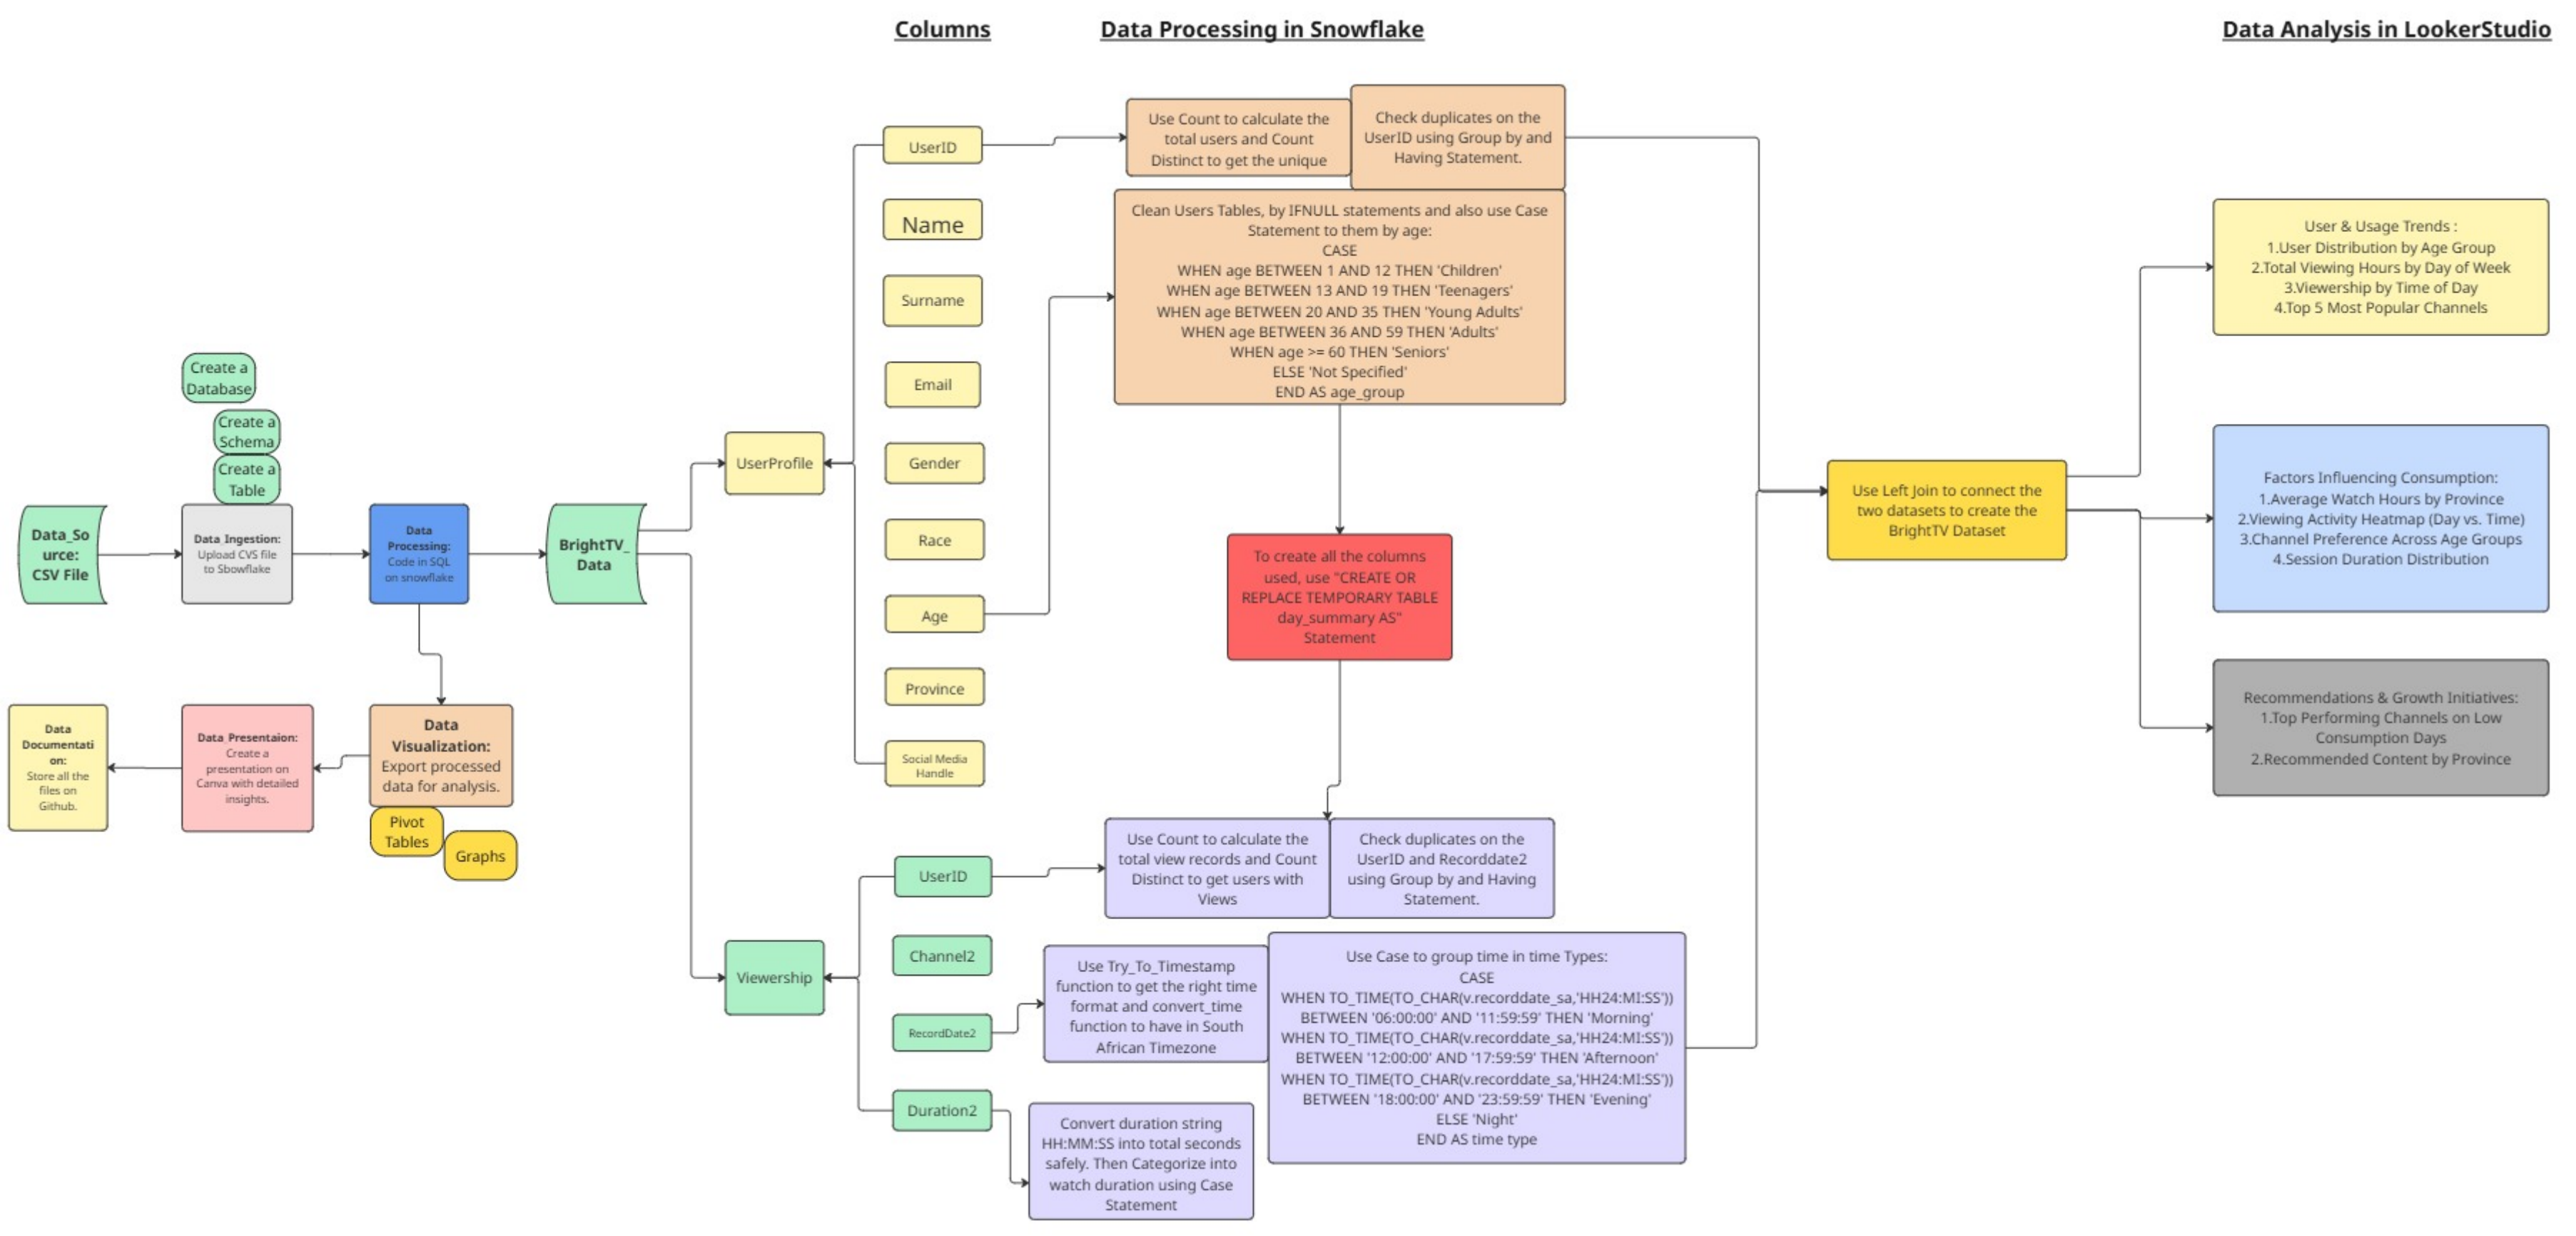 Columns
Data Processing in Snowflake
Data Analysis in LookerStudio
Create a
Database
Create a
Schema
Create a
Table
Data_So
urce:
CSV File
Data_Ingestion:
Upload CVS file
to Sbowflake
Data
Processing:
Code in SQL
on snowflake
BrightTV_
Data
Data
Documentati
on:
Store all the
files on
Github.
Data_Presentaion:
Create a
presentation on
Canva with detailed
insights.
Data
Visualization:
Export processed
data for analysis.
Pivot
Tables
Graphs
UserProfile
Viewership
UserID
Name
Surname
Email
Gender
Race
Age
Province
Social Media
Handle
UserID
Channel2
RecordDate2
Duration2
Use Count to calculate the
total users and Count
Distinct to get the unique
Check duplicates on the
UserID using Group by and
Having Statement.
Clean Users Tables, by IFNULL statements and also use Case
Statement to them by age:
CASE
WHEN age BETWEEN 1 AND 12 THEN 'Children'
WHEN age BETWEEN 13 AND 19 THEN 'Teenagers'
WHEN age BETWEEN 20 AND 35 THEN 'Young Adults'
WHEN age BETWEEN 36 AND 59 THEN 'Adults'
WHEN age >= 60 THEN 'Seniors'
ELSE 'Not Specified'
END AS age_group
To create all the columns
used, use "CREATE OR
REPLACE TEMPORARY TABLE
day_summary AS"
Statement
Use Count to calculate the
total view records and Count
Distinct to get users with
Views
Check duplicates on the
UserID and Recorddate2
using Group by and Having
Statement.
Use Try_To_Timestamp
function to get the right time
format and convert_time
function to have in South
African Timezone
Use Case to group time in time Types:
CASE
WHEN TO_TIME(TO_CHAR(v.recorddate_sa,'HH24:MI:SS'))
BETWEEN '06:00:00' AND '11:59:59' THEN 'Morning'
WHEN TO_TIME(TO_CHAR(v.recorddate_sa,'HH24:MI:SS'))
BETWEEN '12:00:00' AND '17:59:59' THEN 'Afternoon'
WHEN TO_TIME(TO_CHAR(v.recorddate_sa,'HH24:MI:SS'))
BETWEEN '18:00:00' AND '23:59:59' THEN 'Evening'
ELSE 'Night'
END AS time type
Convert duration string
HH:MM:SS into total seconds
safely. Then Categorize into
watch duration using Case
Statement
Use Left Join to connect the
two datasets to create the
BrightTV Dataset
User & Usage Trends :
1.User Distribution by Age Group
2.Total Viewing Hours by Day of Week
3.Viewership by Time of Day
4.Top 5 Most Popular Channels
Factors Influencing Consumption:
1.Average Watch Hours by Province
2.Viewing Activity Heatmap (Day vs. Time)
3.Channel Preference Across Age Groups
4.Session Duration Distribution
Recommendations & Growth Initiatives:
1.Top Performing Channels on Low
Consumption Days
2.Recommended Content by Province